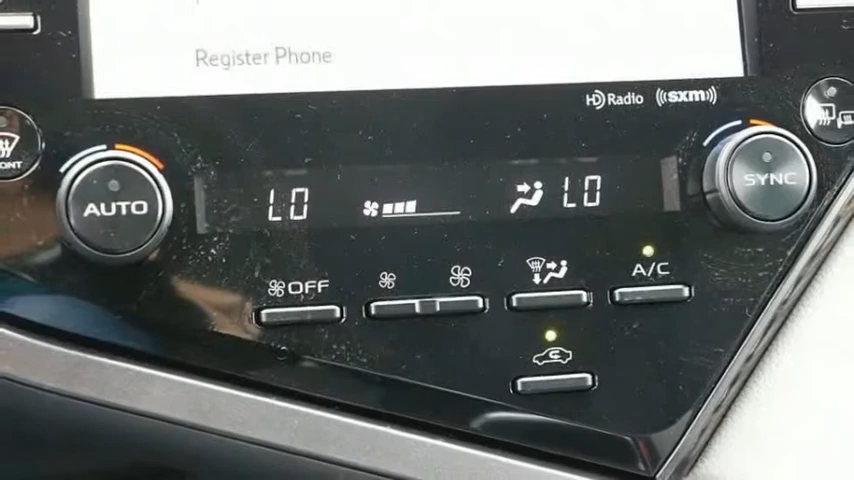 Register Phone
HD Radio
((sxm))
FRONT
AUTO
SYNC
LO
LO
OFF
A/C